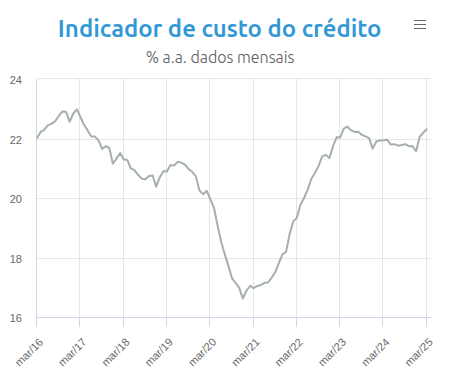 Indicador de custo do crédito
% a.a. dados mensais
24
22
20
18
16
mar/16
mar/17
mar/18
mar/19
mar/20
mar/21
mar/22
mar/23
mar/24
mar/25